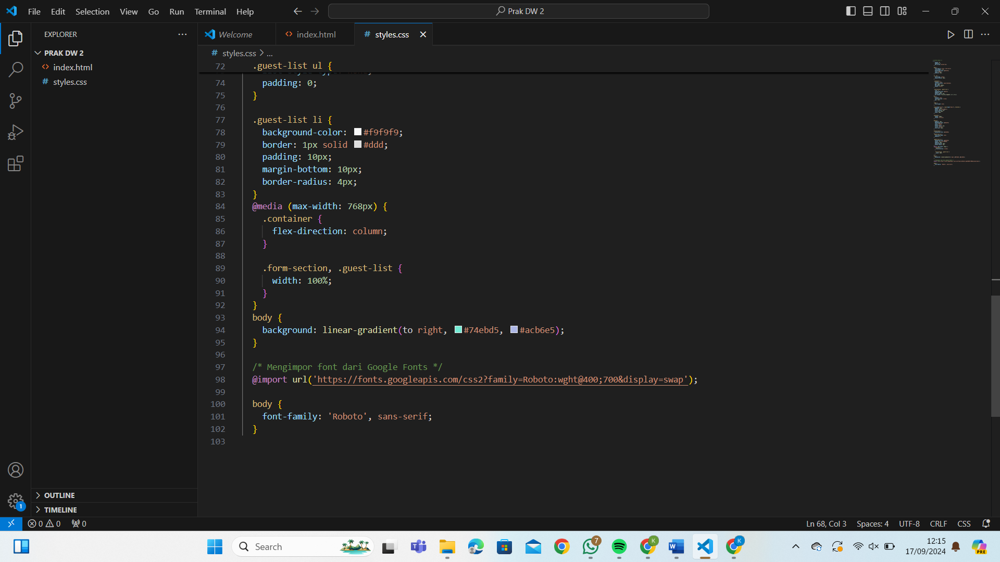 File Edit Selection View Go Run Terminal Help
Prak DW 2
EXPLORER
Welcome
index.html
styles.css
PRAK DW 2
index.html
styles.css
styles.css > ...
72 .guest-list ul {
74 padding: 0;
75 }
76
77 .guest-list li {
78 background-color: #f9f9f9;
79 border: 1px solid #ddd;
80 padding: 10px;
81 margin-bottom: 10px;
82 border-radius: 4px;
83 }
84 @media (max-width: 768px) {
85 .container {
86 flex-direction: column;
87 }
88
89 .form-section, .guest-list {
90 width: 100%;
91 }
92 }
93 body {
94 background: linear-gradient(to right, #74ebd5, #acb6e5);
95 }
96
97 /* Mengimpor font dari Google Fonts */
98 @import url('https://fonts.googleapis.com/css2?family=Roboto:wght@400;700&display=swap');
99
100 body {
101 font-family: 'Roboto', sans-serif;
102 }
103
OUTLINE
TIMELINE
1
0 0 0
Ln 68, Col 3 Spaces: 4 UTF-8 CRLF CSS
Search
7
K
K
PRE
12:15
17/09/2024